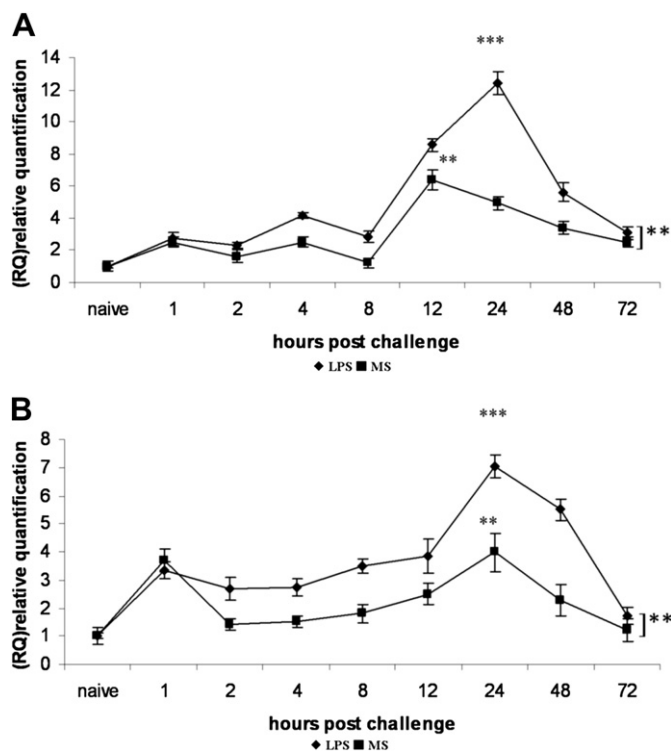 A
(RQ)relative quantification
14
12
10
8
6
4
2
0
***
**
**
naive 1 2 4 8 12 24 48 72
hours post challenge
◆ LPS ■ MS
B
(RQ)relative quantification
8
7
6
5
4
3
2
1
0
***
**
**
naive 1 2 4 8 12 24 48 72
hours post challenge
◆ LPS ■ MS